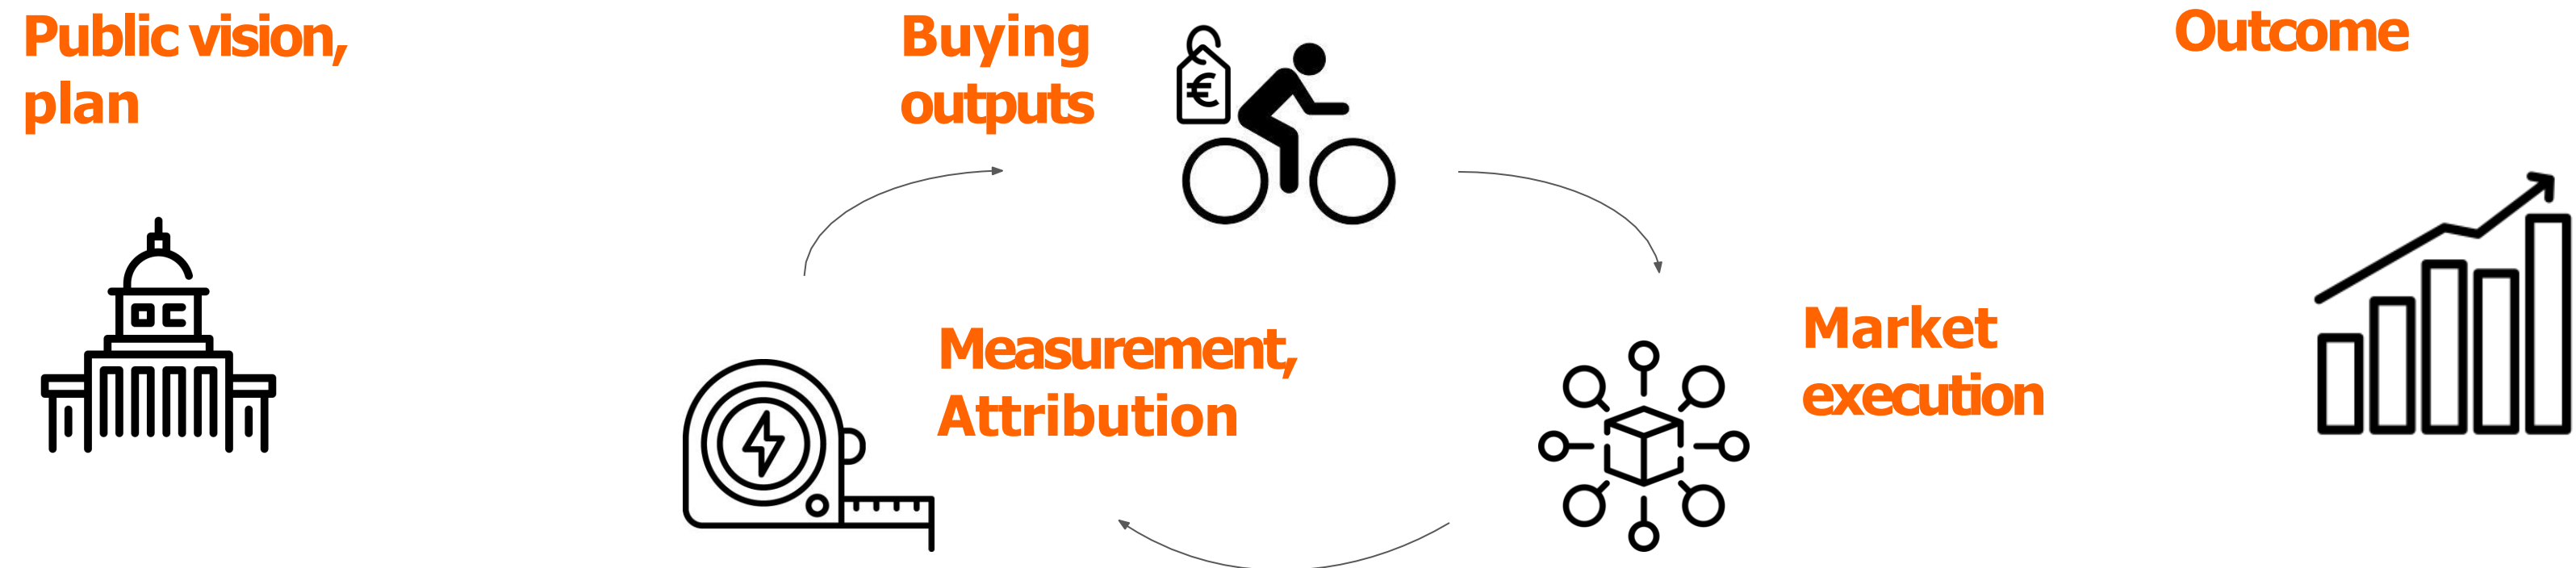 Public vision,
plan
Buying
outputs
€
Outcome
Measurement,
Attribution
Market
execution